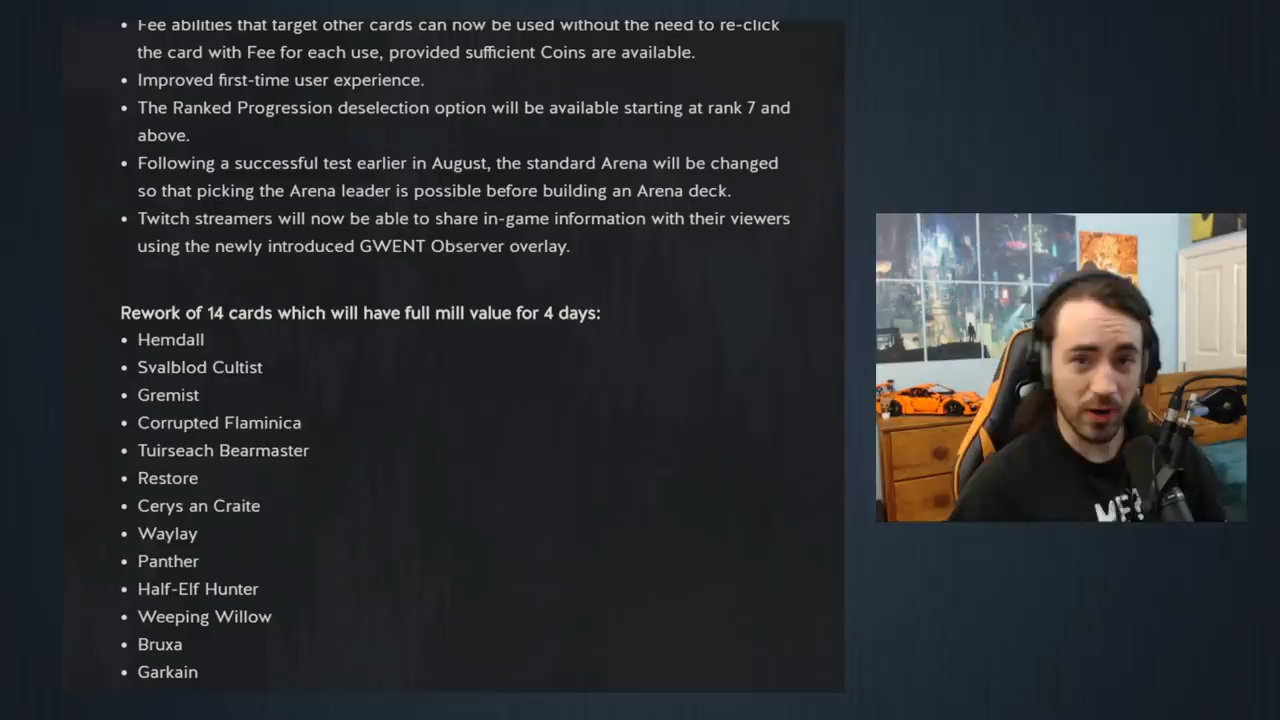 • Fee abilities that target other cards can now be used without the need to re-click
the card with Fee for each use, provided sufficient Coins are available.
• Improved first-time user experience.
• The Ranked Progression deselection option will be available starting at rank 7 and
above.
• Following a successful test earlier in August, the standard Arena will be changed
so that picking the Arena leader is possible before building an Arena deck.
• Twitch streamers will now be able to share in-game information with their viewers
using the newly introduced GWENT Observer overlay.
Rework of 14 cards which will have full mill value for 4 days:
• Hemdall
• Svalblod Cultist
• Gremist
• Corrupted Flaminica
• Tuirseach Bearmaster
• Restore
• Cerys an Craite
• Waylay
• Panther
• Half-Elf Hunter
• Weeping Willow
• Bruxa
• Garkain